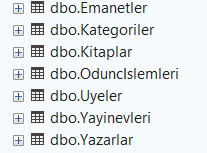 dbo.Emanetler
dbo.Kategoriler
dbo.Kitaplar
dbo.OduncIslemleri
dbo.Uyeler
dbo.Yayinevleri
dbo.Yazarlar